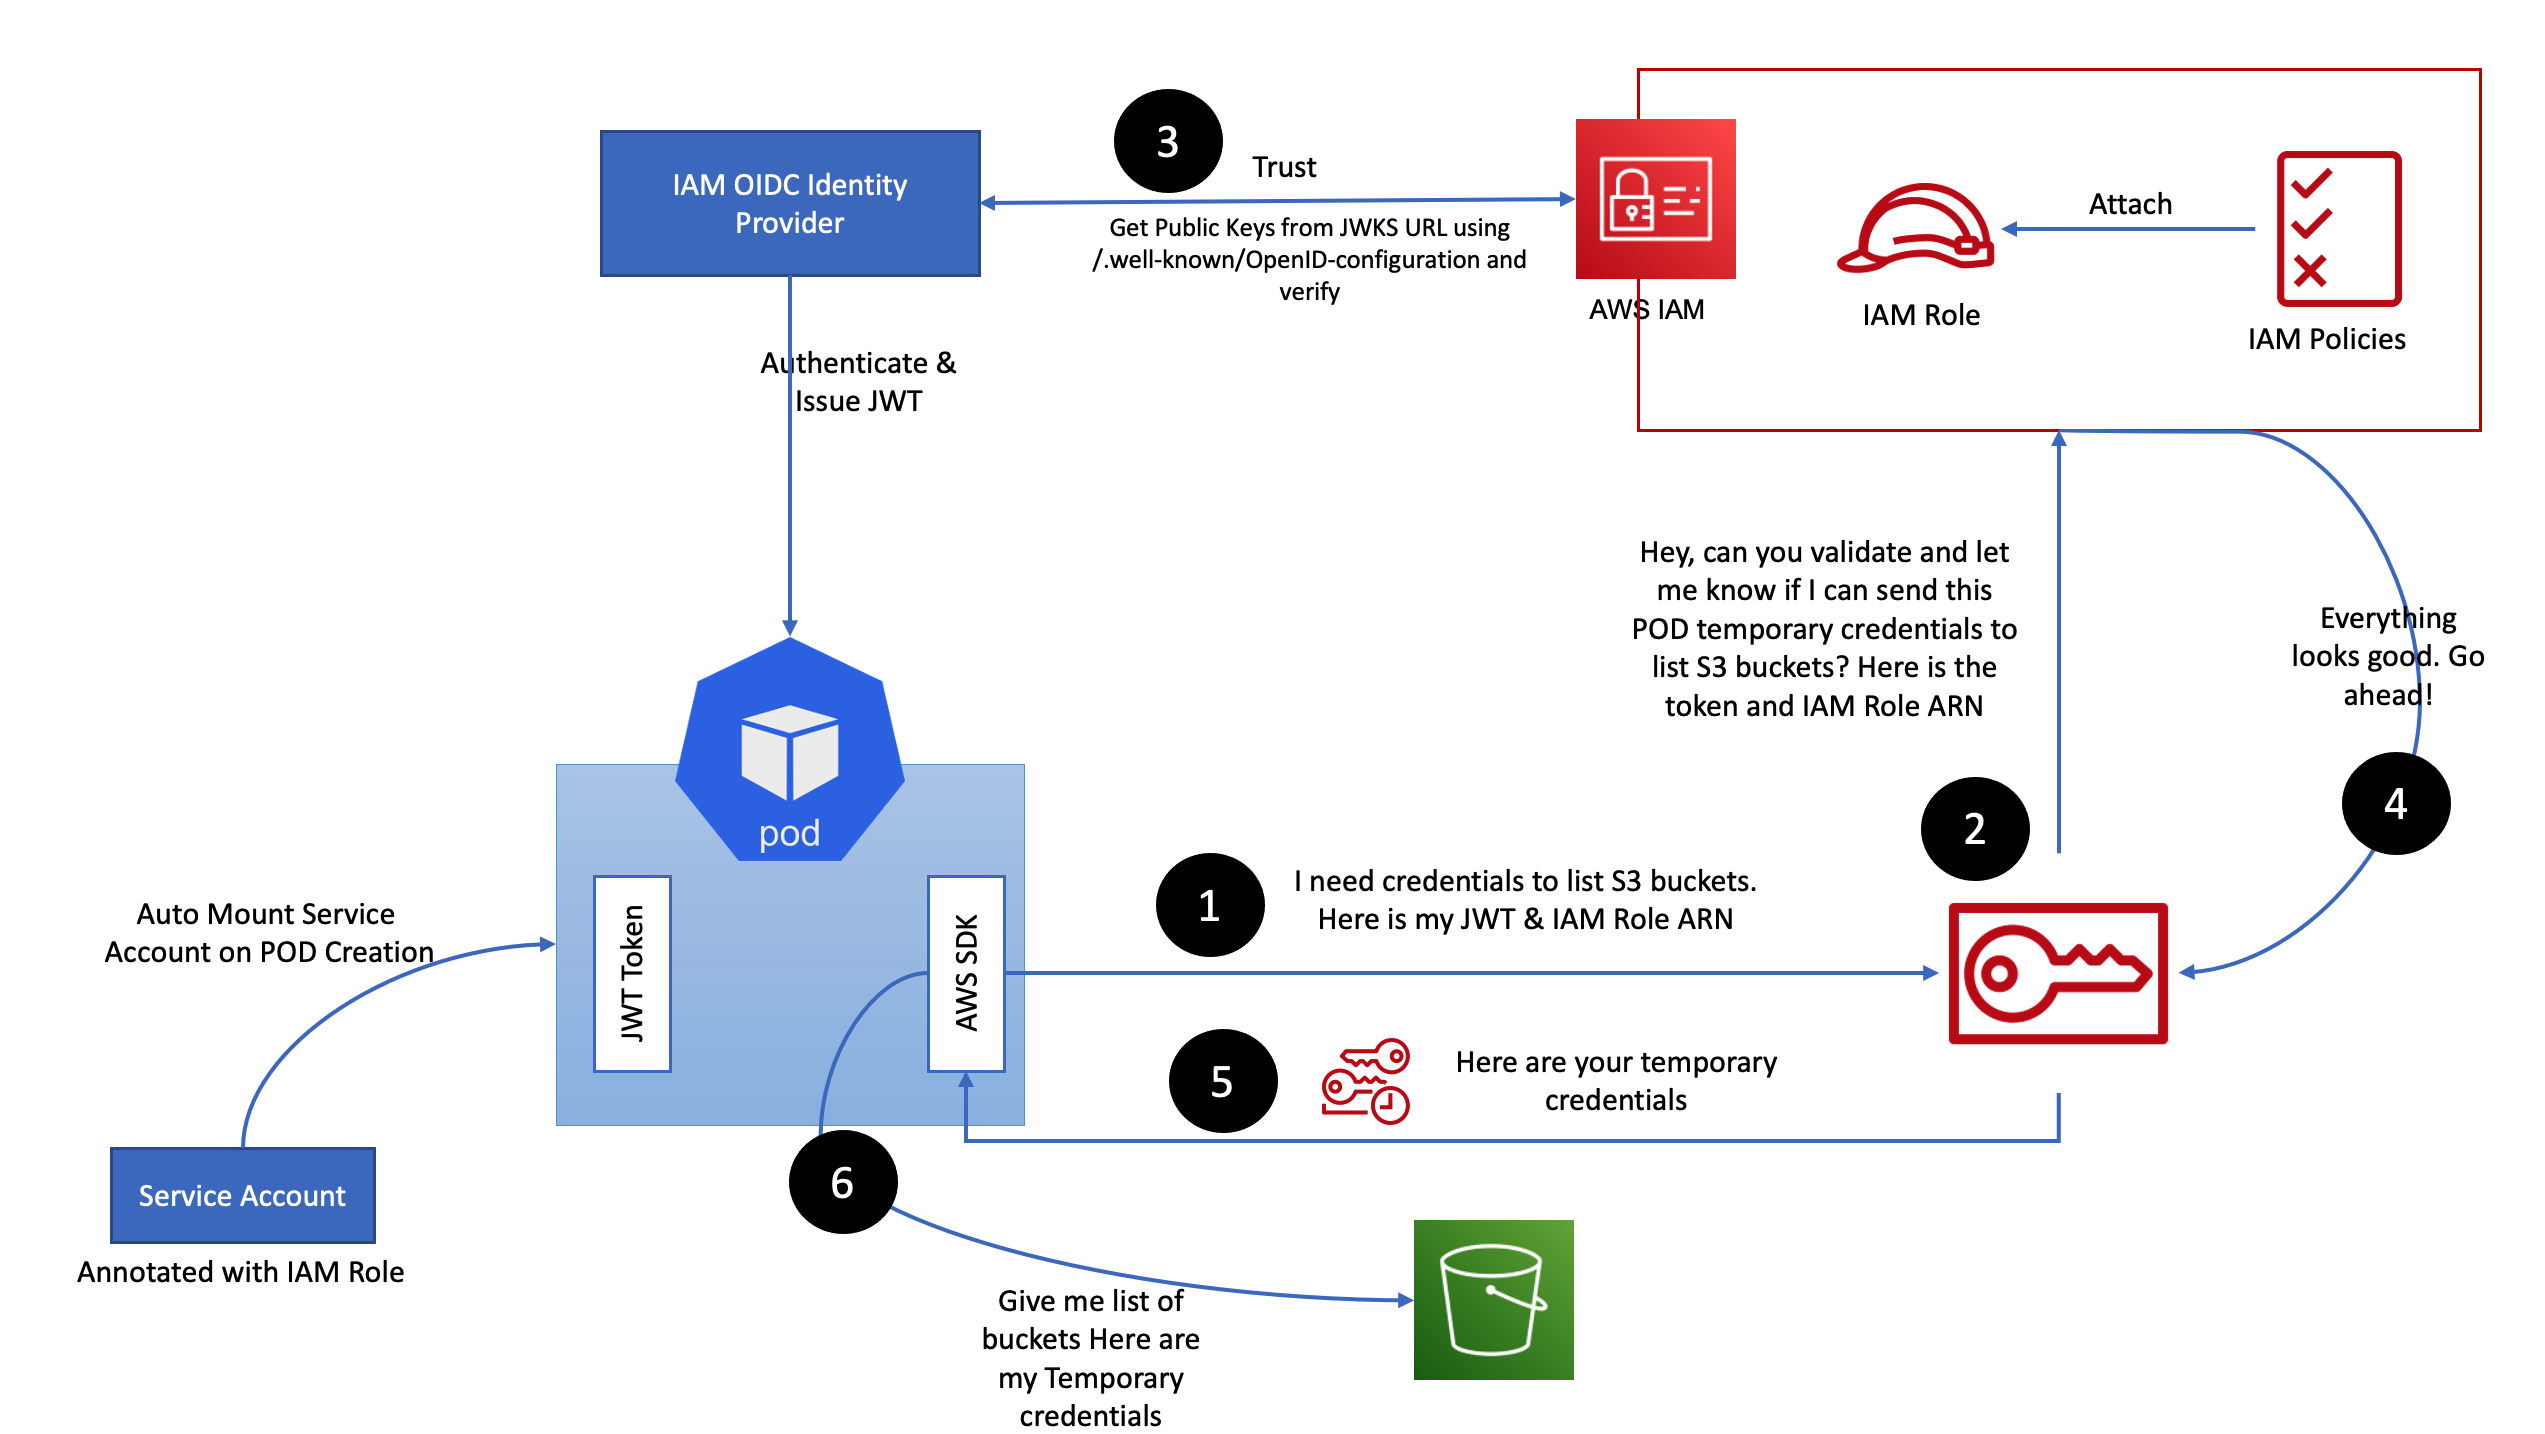 3
Trust
IAM OIDC Identity
Provider
Get Public Keys from JWKS URL using
/.well-known/OpenID-configuration and
verify
AWS IAM
IAM Role
Attach
IAM Policies
Authenticate &
Issue JWT
Hey, can you validate and let
me know if I can send this
POD temporary credentials to
list S3 buckets? Here is the
token and IAM Role ARN
Everything
looks good. Go
ahead!
2
4
pod
JWT Token
AWS SDK
1
I need credentials to list S3 buckets.
Here is my JWT & IAM Role ARN
Auto Mount Service
Account on POD Creation
5
Here are your temporary
credentials
6
Service Account
Annotated with IAM Role
Give me list of
buckets Here are
my Temporary
credentials